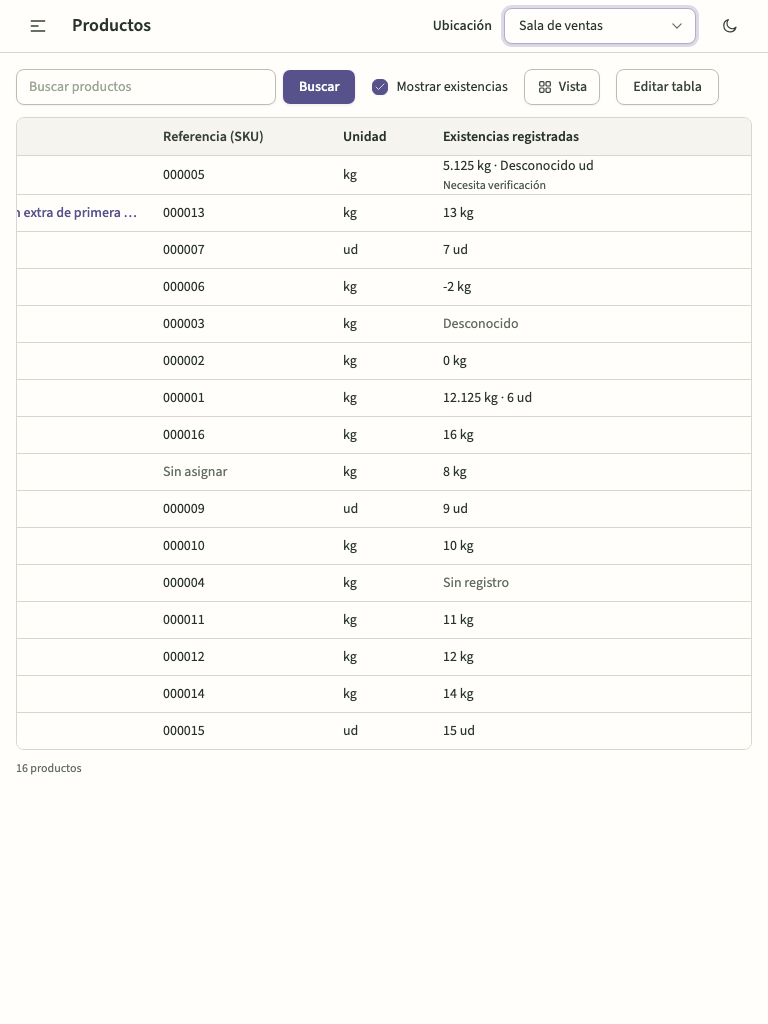 Productos
Ubicación
Sala de ventas
Buscar productos
Buscar
Mostrar existencias
Vista
Editar tabla
Referencia (SKU) Unidad Existencias registradas
000005 kg 5.125 kg · Desconocido ud
Necesita verificación
extra de primera … 000013 kg 13 kg
000007 ud 7 ud
000006 kg -2 kg
000003 kg Desconocido
000002 kg 0 kg
000001 kg 12.125 kg · 6 ud
000016 kg 16 kg
Sin asignar kg 8 kg
000009 ud 9 ud
000010 kg 10 kg
000004 kg Sin registro
000011 kg 11 kg
000012 kg 12 kg
000014 kg 14 kg
000015 ud 15 ud
16 productos